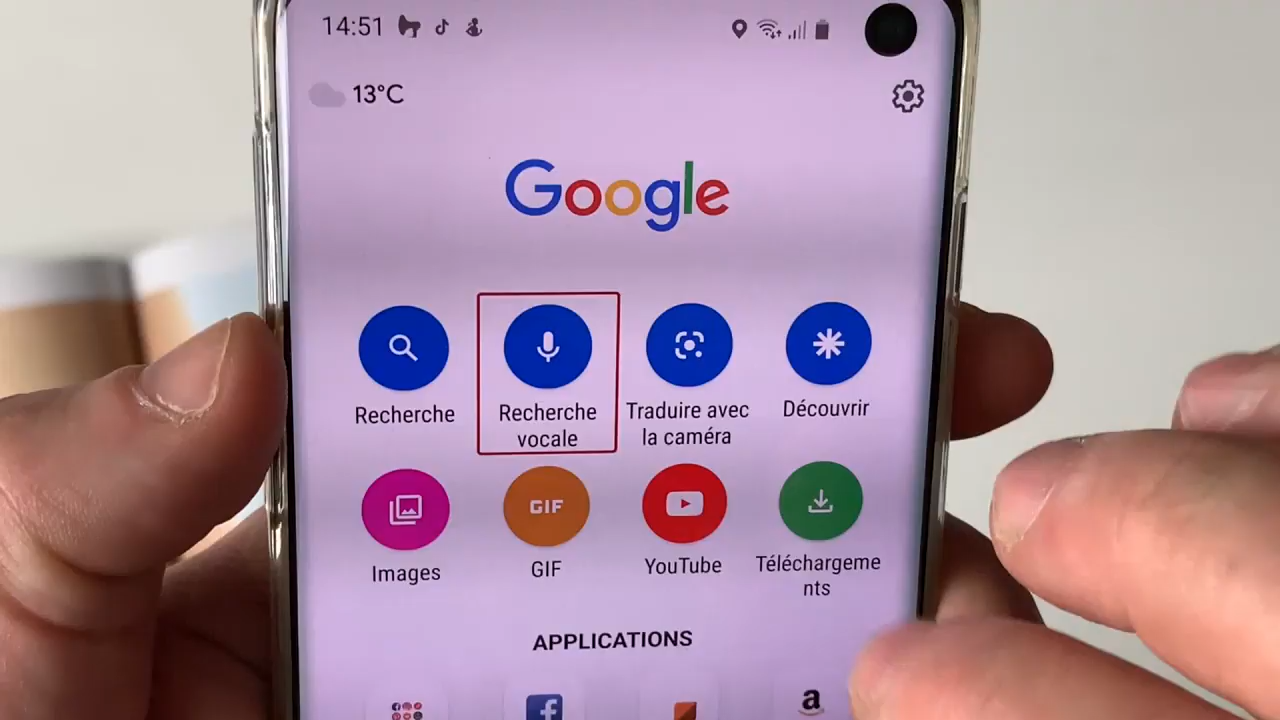 14:51
13°C
Google
Recherche
Recherche
vocale
Traduire avec
la caméra
Découvrir
Images
GIF
GIF
YouTube
Téléchargeme
nts
APPLICATIONS
f
a